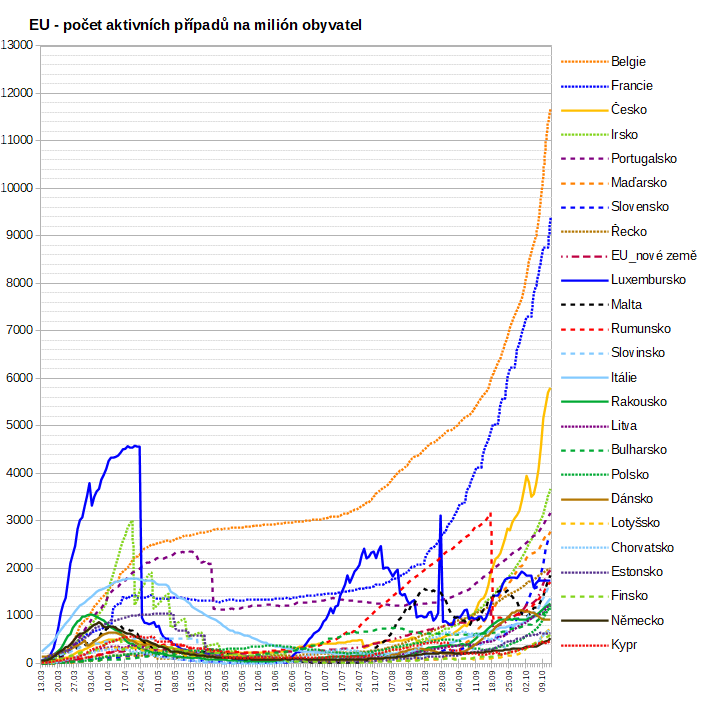 EU - počet aktivních případů na milión obyvatel
13000
12000
11000
10000
9000
8000
7000
6000
5000
4000
3000
2000
1000
0
13.03
20.03
27.03
03.04
10.04
17.04
24.04
01.05
08.05
15.05
22.05
29.05
05.06
12.06
19.06
26.06
03.07
10.07
17.07
24.07
31.07
07.08
14.08
21.08
28.08
04.09
11.09
18.09
25.09
02.10
09.10
Belgie
Francie
Česko
Irsko
Portugalsko
Maďarsko
Slovensko
Řecko
EU_nové země
Luxembursko
Malta
Rumunsko
Slovinsko
Itálie
Rakousko
Litva
Bulharsko
Polsko
Dánsko
Lotyšsko
Chorvatsko
Estonsko
Finsko
Německo
Kypr